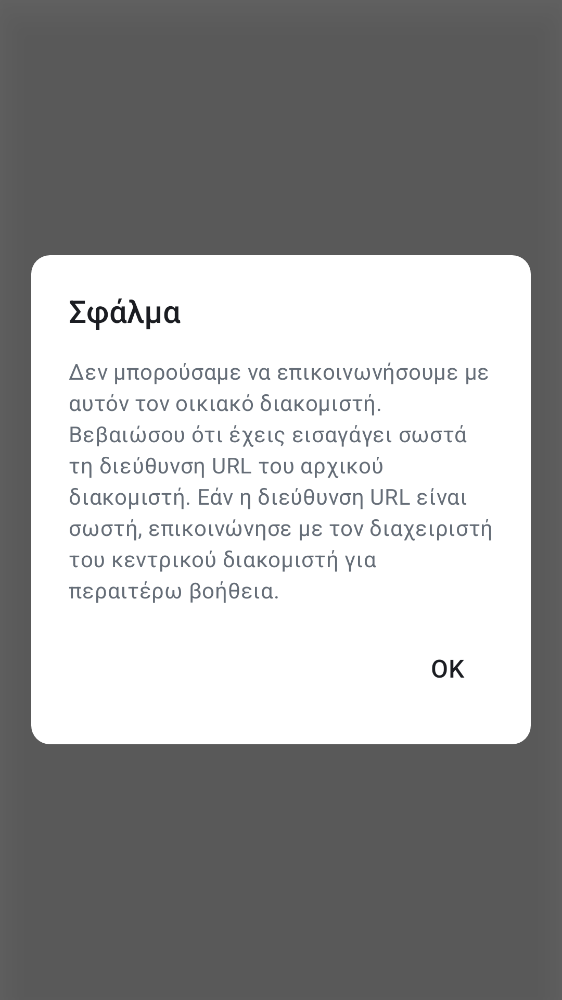 Σφάλμα
Δεν μπορούσαμε να επικοινωνήσουμε με
αυτόν τον οικιακό διακομιστή.
Βεβαιώσου ότι έχεις εισαγάγει σωστά
τη διεύθυνση URL του αρχικού
διακομιστή. Εάν η διεύθυνση URL είναι
σωστή, επικοινώνησε με τον διαχειριστή
του κεντρικού διακομιστή για
περαιτέρω βοήθεια.
OK